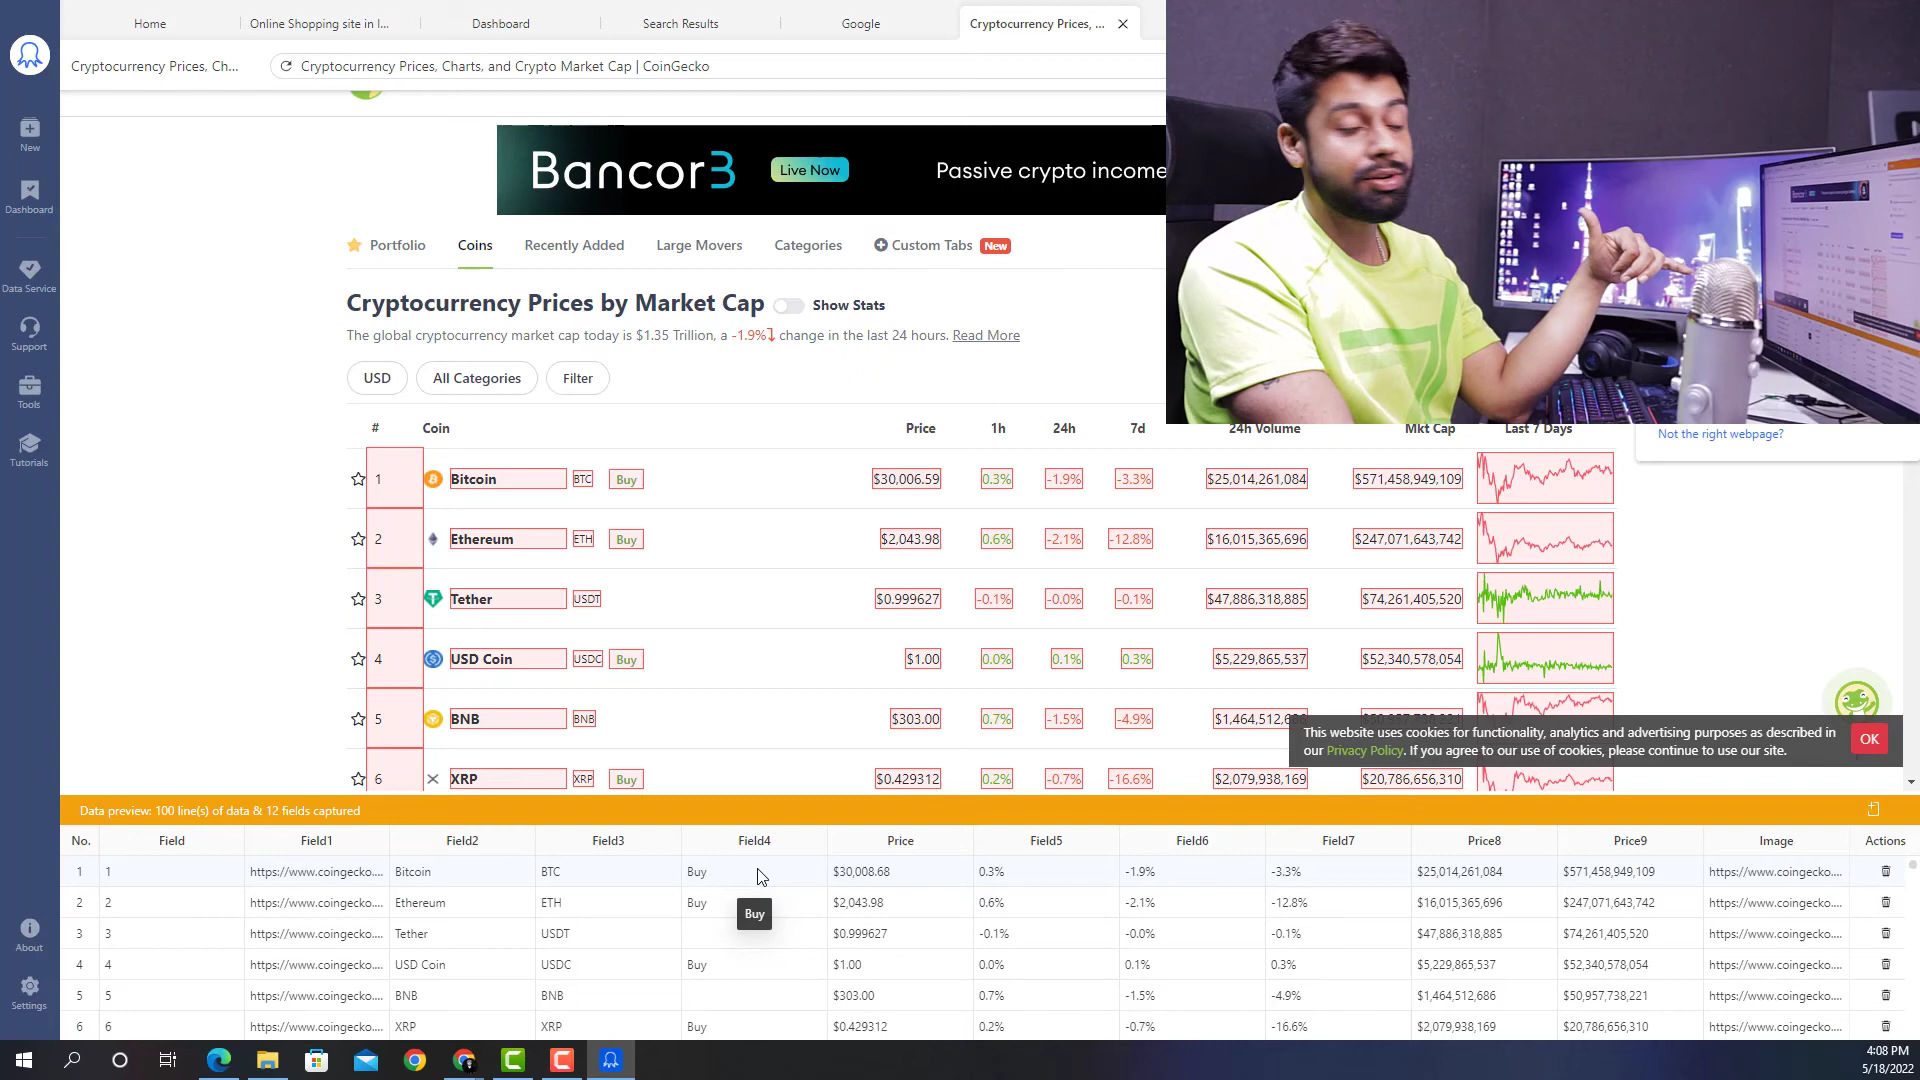 Home
Online Shopping site in I...
Dashboard
Search Results
Google
Cryptocurrency Prices, ...
Cryptocurrency Prices, Ch...
Cryptocurrency Prices, Charts, and Crypto Market Cap | CoinGecko
New
Dashboard
Data Service
Support
Tools
Tutorials
About
Settings
Bancor3
Live Now
Passive crypto income
Portfolio
Coins
Recently Added
Large Movers
Categories
Custom Tabs
New
Cryptocurrency Prices by Market Cap
Show Stats
The global cryptocurrency market cap today is $1.35 Trillion, a -1.9% change in the last 24 hours. Read More
USD
All Categories
Filter
Not the right webpage?
# Coin Price 1h 24h 7d 24h Volume Mkt Cap Last 7 Days
1 Bitcoin BTC Buy $30,006.59 0.3% -1.9% -3.3% $25,014,261,084 $571,458,949,109
2 Ethereum ETH Buy $2,043.98 0.6% -2.1% -12.8% $16,015,365,696 $247,071,643,742
3 Tether USDT $0.999627 -0.1% -0.0% -0.1% $47,886,318,885 $74,261,405,520
4 USD Coin USDC Buy $1.00 0.0% 0.1% 0.3% $5,229,865,537 $52,340,578,054
5 BNB BNB $303.00 0.7% -1.5% -4.9% $1,464,512,686 $50,957,738,221
6 XRP XRP Buy $0.429312 0.2% -0.7% -16.6% $2,079,938,169 $20,786,656,310
This website uses cookies for functionality, analytics and advertising purposes as described in
our Privacy Policy. If you agree to our use of cookies, please continue to use our site.
OK
Data preview: 100 line(s) of data & 12 fields captured
No. Field Field1 Field2 Field3 Field4 Price Field5 Field6 Field7 Price8 Price9 Image Actions
1 1 https://www.coingecko.... Bitcoin BTC Buy $30,008.68 0.3% -1.9% -3.3% $25,014,261,084 $571,458,949,109 https://www.coingecko....
2 2 https://www.coingecko.... Ethereum ETH Buy $2,043.98 0.6% -2.1% -12.8% $16,015,365,696 $247,071,643,742 https://www.coingecko....
Buy
3 3 https://www.coingecko.... Tether USDT $0.999627 -0.1% -0.0% -0.1% $47,886,318,885 $74,261,405,520 https://www.coingecko....
4 4 https://www.coingecko.... USD Coin USDC Buy $1.00 0.0% 0.1% 0.3% $5,229,865,537 $52,340,578,054 https://www.coingecko....
5 5 https://www.coingecko.... BNB BNB $303.00 0.7% -1.5% -4.9% $1,464,512,686 $50,957,738,221 https://www.coingecko....
6 6 https://www.coingecko.... XRP XRP Buy $0.429312 0.2% -0.7% -16.6% $2,079,938,169 $20,786,656,310 https://www.coingecko....
4:08 PM
5/18/2022